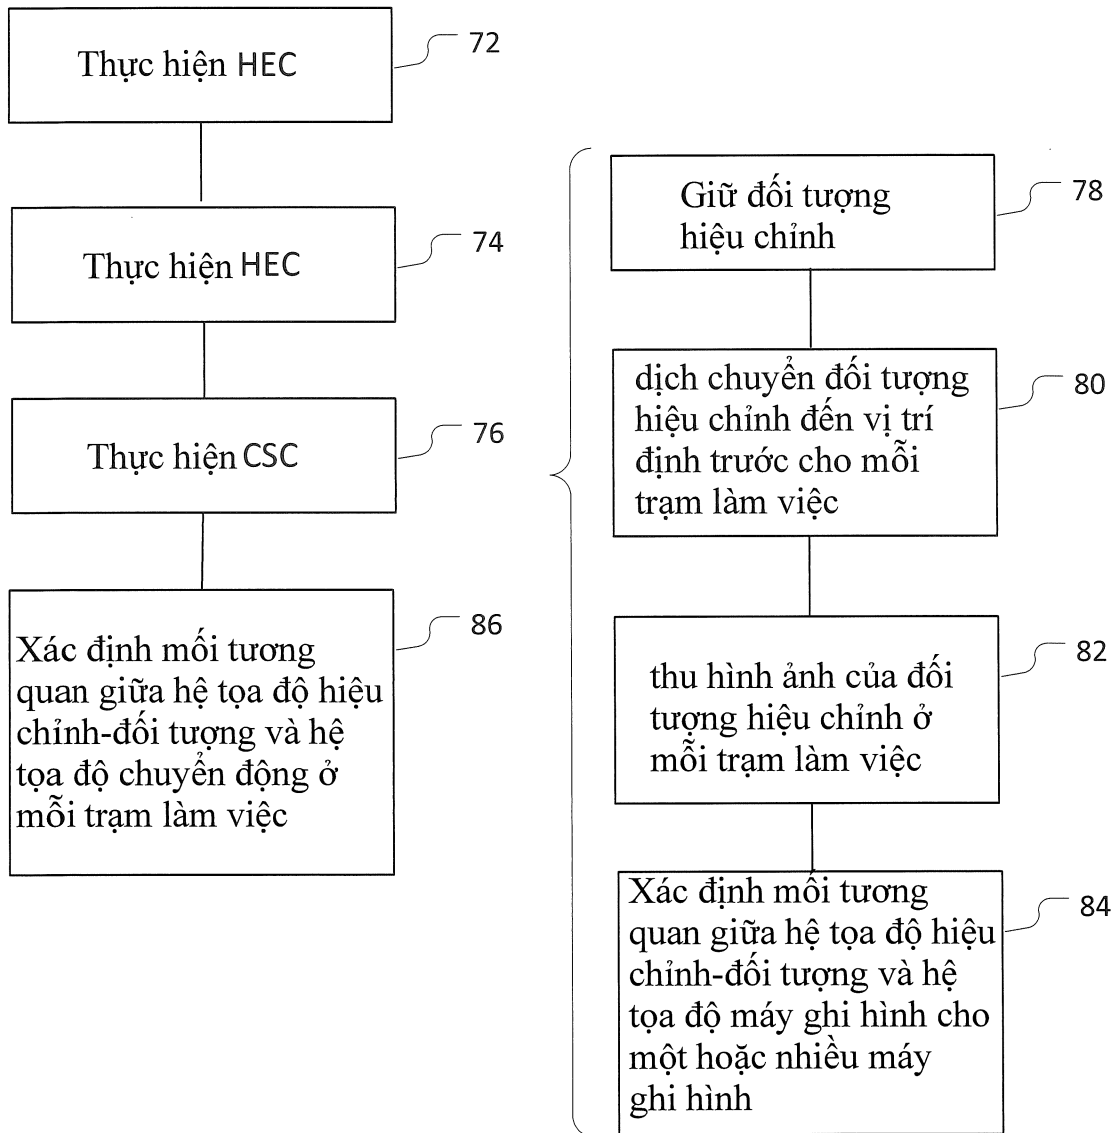 Thực hiện HEC
72
Thực hiện HEC
74
Thực hiện CSC
76
Xác định mối tương
quan giữa hệ tọa độ hiệu
chỉnh-đối tượng và hệ
tọa độ chuyển động ở
mỗi trạm làm việc
86
Giữ đối tượng
hiệu chỉnh
78
dịch chuyển đối tượng
hiệu chỉnh đến vị trí
định trước cho mỗi
trạm làm việc
80
thu hình ảnh của đối
tượng hiệu chỉnh ở
mỗi trạm làm việc
82
Xác định mối tương
quan giữa hệ tọa độ hiệu
chỉnh-đối tượng và hệ
tọa độ máy ghi hình cho
một hoặc nhiều máy
ghi hình
84